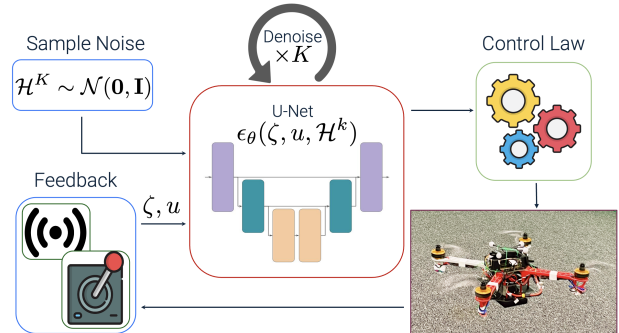 Sample Noise
$\mathcal{H}^K \sim \mathcal{N}(\mathbf{0}, \mathbf{I})$
Denoise
$\times K$
Control Law
U-Net
$\epsilon_\theta(\zeta, u, \mathcal{H}^k)$
Feedback
$\zeta, u$